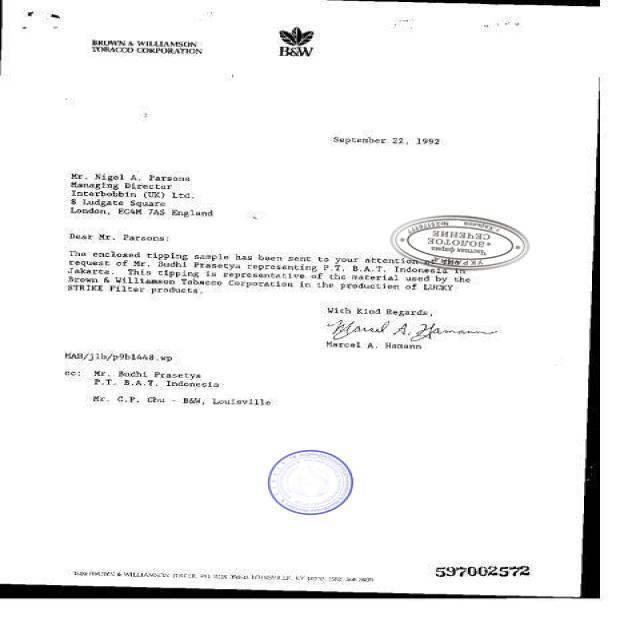 BROWN & WILLIAMSON
TOBACCO CORPORATION
B&W
September 22, 1992
Mr. Nigel A. Parsons
Managing Director
Interbobbin (UK) Ltd.
8 Ludgate Square
London, EC4M 7AS England
Dear Mr. Parsons:
The enclosed tipping sample has been sent to your attention at the
request of Mr. Budhi Prasetya representing P.T. B.A.T. Indonesia in
Jakarta. This tipping is representative of the material used by the
Brown & Williamson Tobacco Corporation in the production of LUCKY
STRIKE Filter products.
Частная фирма
*ЗОЛОТОЕ
СЕЧЕНИЕ
With Kind Regards,
Marcel A. Hamann
Marcel A. Hamann
MAH/jlb/p9b1448.wp
cc: Mr. Budhi Prasetya
P.T. B.A.T. Indonesia
Mr. C.P. Chu - B&W, Louisville
597002572